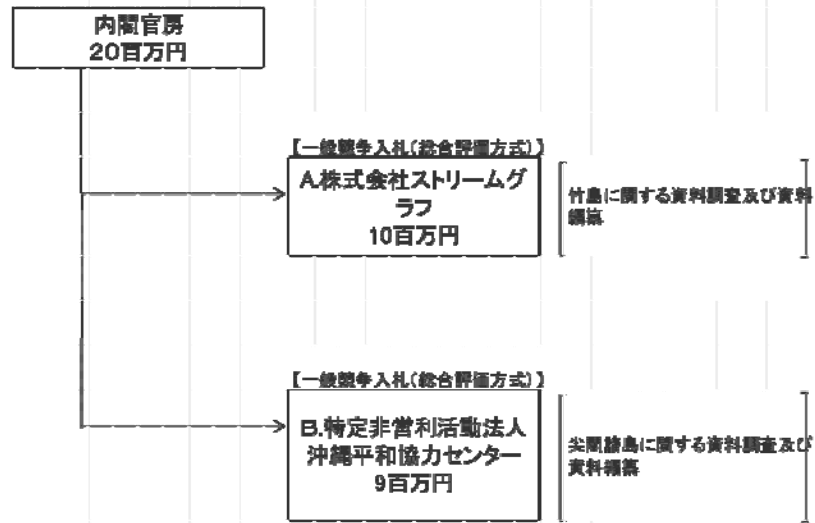 内閣官房
20百万円
【一般競争入札(総合評価方式)】
A.株式会社ストリームグ
ラフ
10百万円
竹島に関する資料調査及び資料
編纂
【一般競争入札(総合評価方式)】
B.特定非営利活動法人
沖縄平和協力センター
9百万円
尖閣諸島に関する資料調査及び
資料編纂